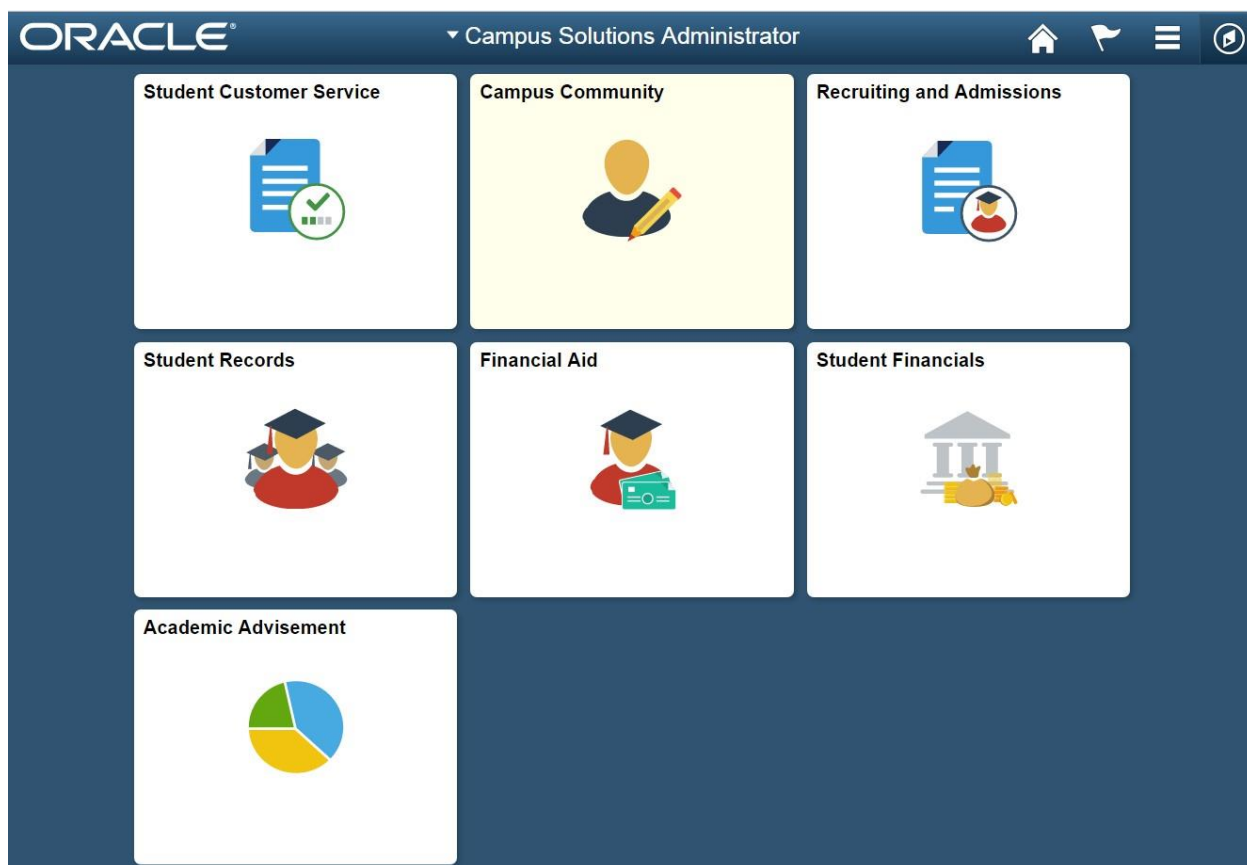 ORACLE®
Campus Solutions Administrator
Student Customer Service
Campus Community
Recruiting and Admissions
Student Records
Financial Aid
Student Financials
Academic Advisement